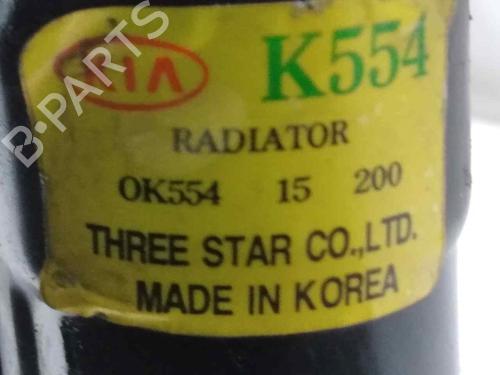 KIA K554
RADIATOR
OK554 15 200
THREE STAR CO.,LTD.
MADE IN KOREA
B-PARTS